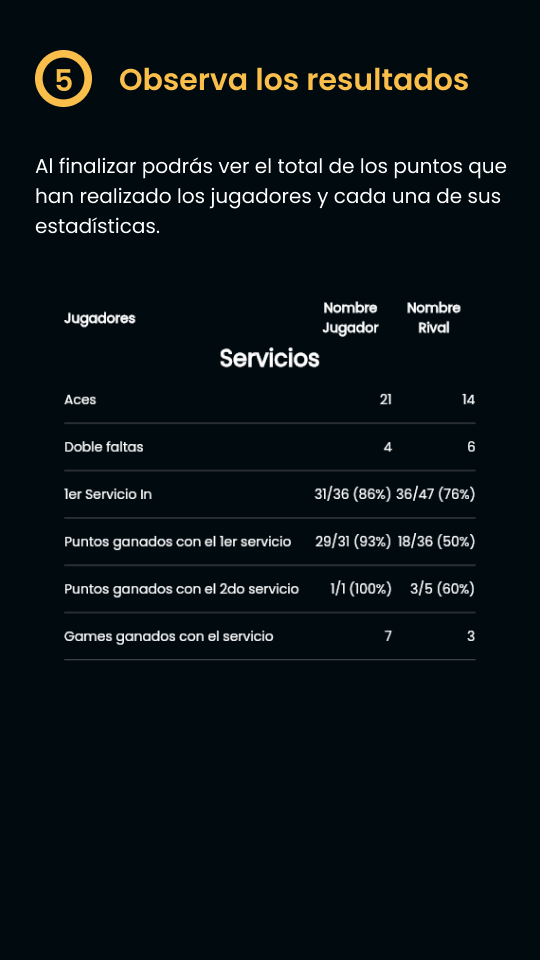 5 Observa los resultados
Al finalizar podrás ver el total de los puntos que
han realizado los jugadores y cada una de sus
estadísticas.
Jugadores Nombre Jugador Nombre Rival
Servicios
Aces 21 14
Doble faltas 4 6
1er Servicio In 31/36 (86%) 36/47 (76%)
Puntos ganados con el 1er servicio 29/31 (93%) 18/36 (50%)
Puntos ganados con el 2do servicio 1/1 (100%) 3/5 (60%)
Games ganados con el servicio 7 3